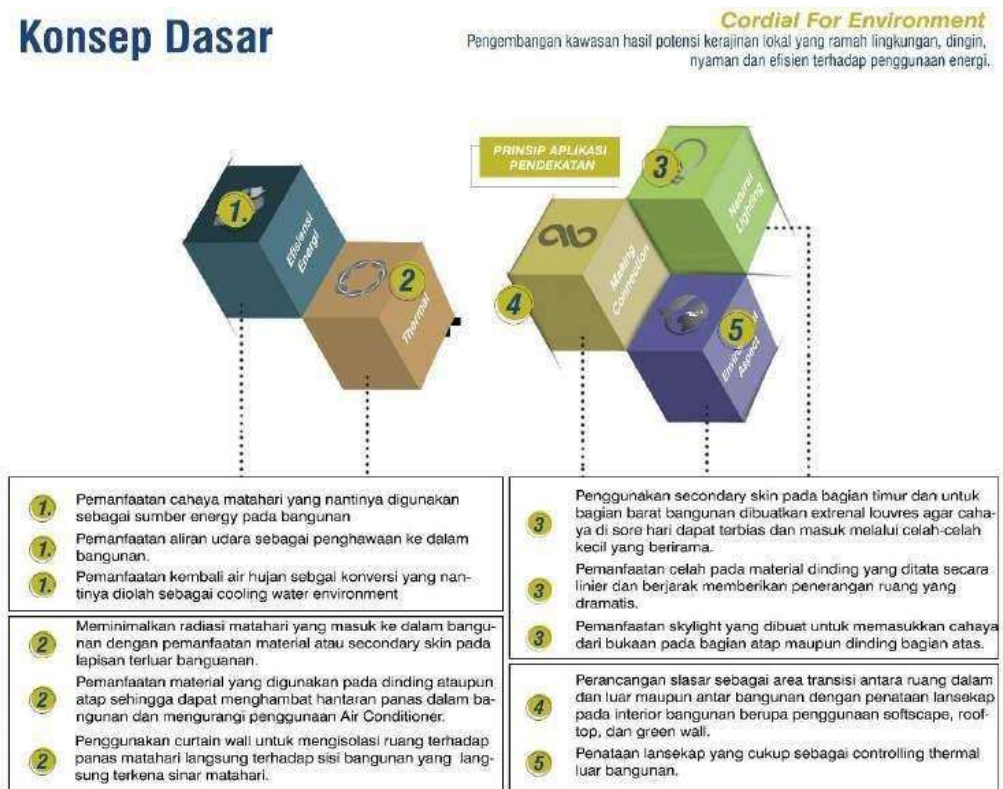 Konsep Dasar
Cordial For Environment
Pengembangan kawasan hasil potensi kerajinan lokal yang ramah lingkungan, dingin,
nyaman dan efisien terhadap penggunaan energi.
PRINSIP APLIKASI
PENDEKATAN
1.
Efisiensi
Energi
2
Thermal
3
Natural
Lighting
4
Making
Connection
5
Aspect
1. Pemanfaatan cahaya matahari yang nantinya digunakan
sebagai sumber energy pada bangunan
1. Pemanfaatan aliran udara sebagai penghawaan ke dalam
bangunan.
1. Pemanfaatan kembali air hujan sebgai konversi yang nan-
tinya diolah sebagai cooling water environment
2 Meminimalkan radiasi matahari yang masuk ke dalam bangu-
nan dengan pemanfaatan material atau secondary skin pada
lapisan terluar banguanan.
2 Pemanfaatan material yang digunakan pada dinding ataupun
atap sehingga dapat menghambat hantaran panas dalam ba-
ngunan dan mengurangi penggunaan Air Conditioner.
2 Penggunakan curtain wall untuk mengisolasi ruang terhadap
panas matahari langsung terhadap sisi bangunan yang lang-
sung terkena sinar matahari.
3 Penggunakan secondary skin pada bagian timur dan untuk
bagian barat bangunan dibuatkan extrenal louvres agar caha-
ya di sore hari dapat terbias dan masuk melalui celah-celah
kecil yang berirama.
3 Pemanfaatan celah pada material dinding yang ditata secara
linier dan berjarak memberikan penerangan ruang yang
dramatis.
3 Pemanfaatan skylight yang dibuat untuk memasukkan cahaya
dari bukaan pada bagian atap maupun dinding bagian atas.
4 Perancangan slasar sebagai area transisi antara ruang dalam
dan luar maupun antar bangunan dengan penataan lansekap
pada interior bangunan berupa penggunaan softscape, roof-
top, dan green wall.
5 Penataan lansekap yang cukup sebagai controlling thermal
luar bangunan.